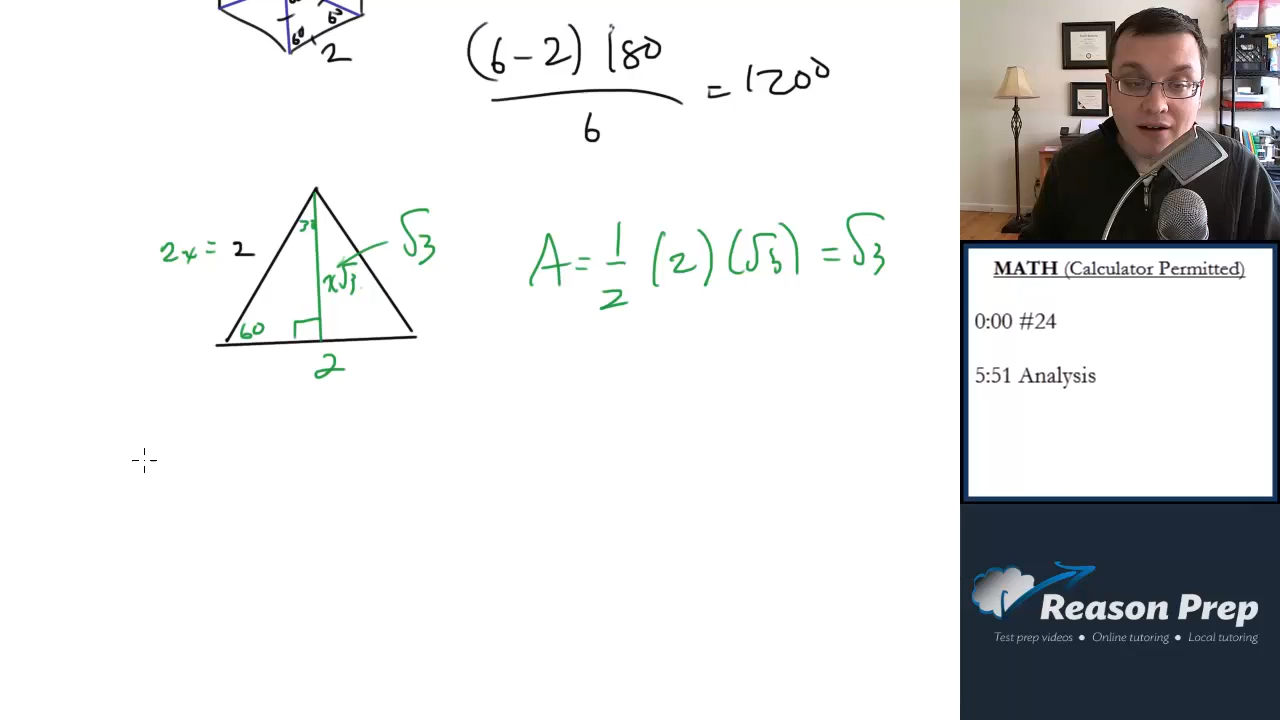 60
60
2
(6-2) 180
6
= 120°
30
2x = 2
x√3
√3
60
2
A = 1/2 (2)(√3) = √3
MATH (Calculator Permitted)
0:00 #24
5:51 Analysis
Reason Prep
Test prep videos ● Online tutoring ● Local tutoring